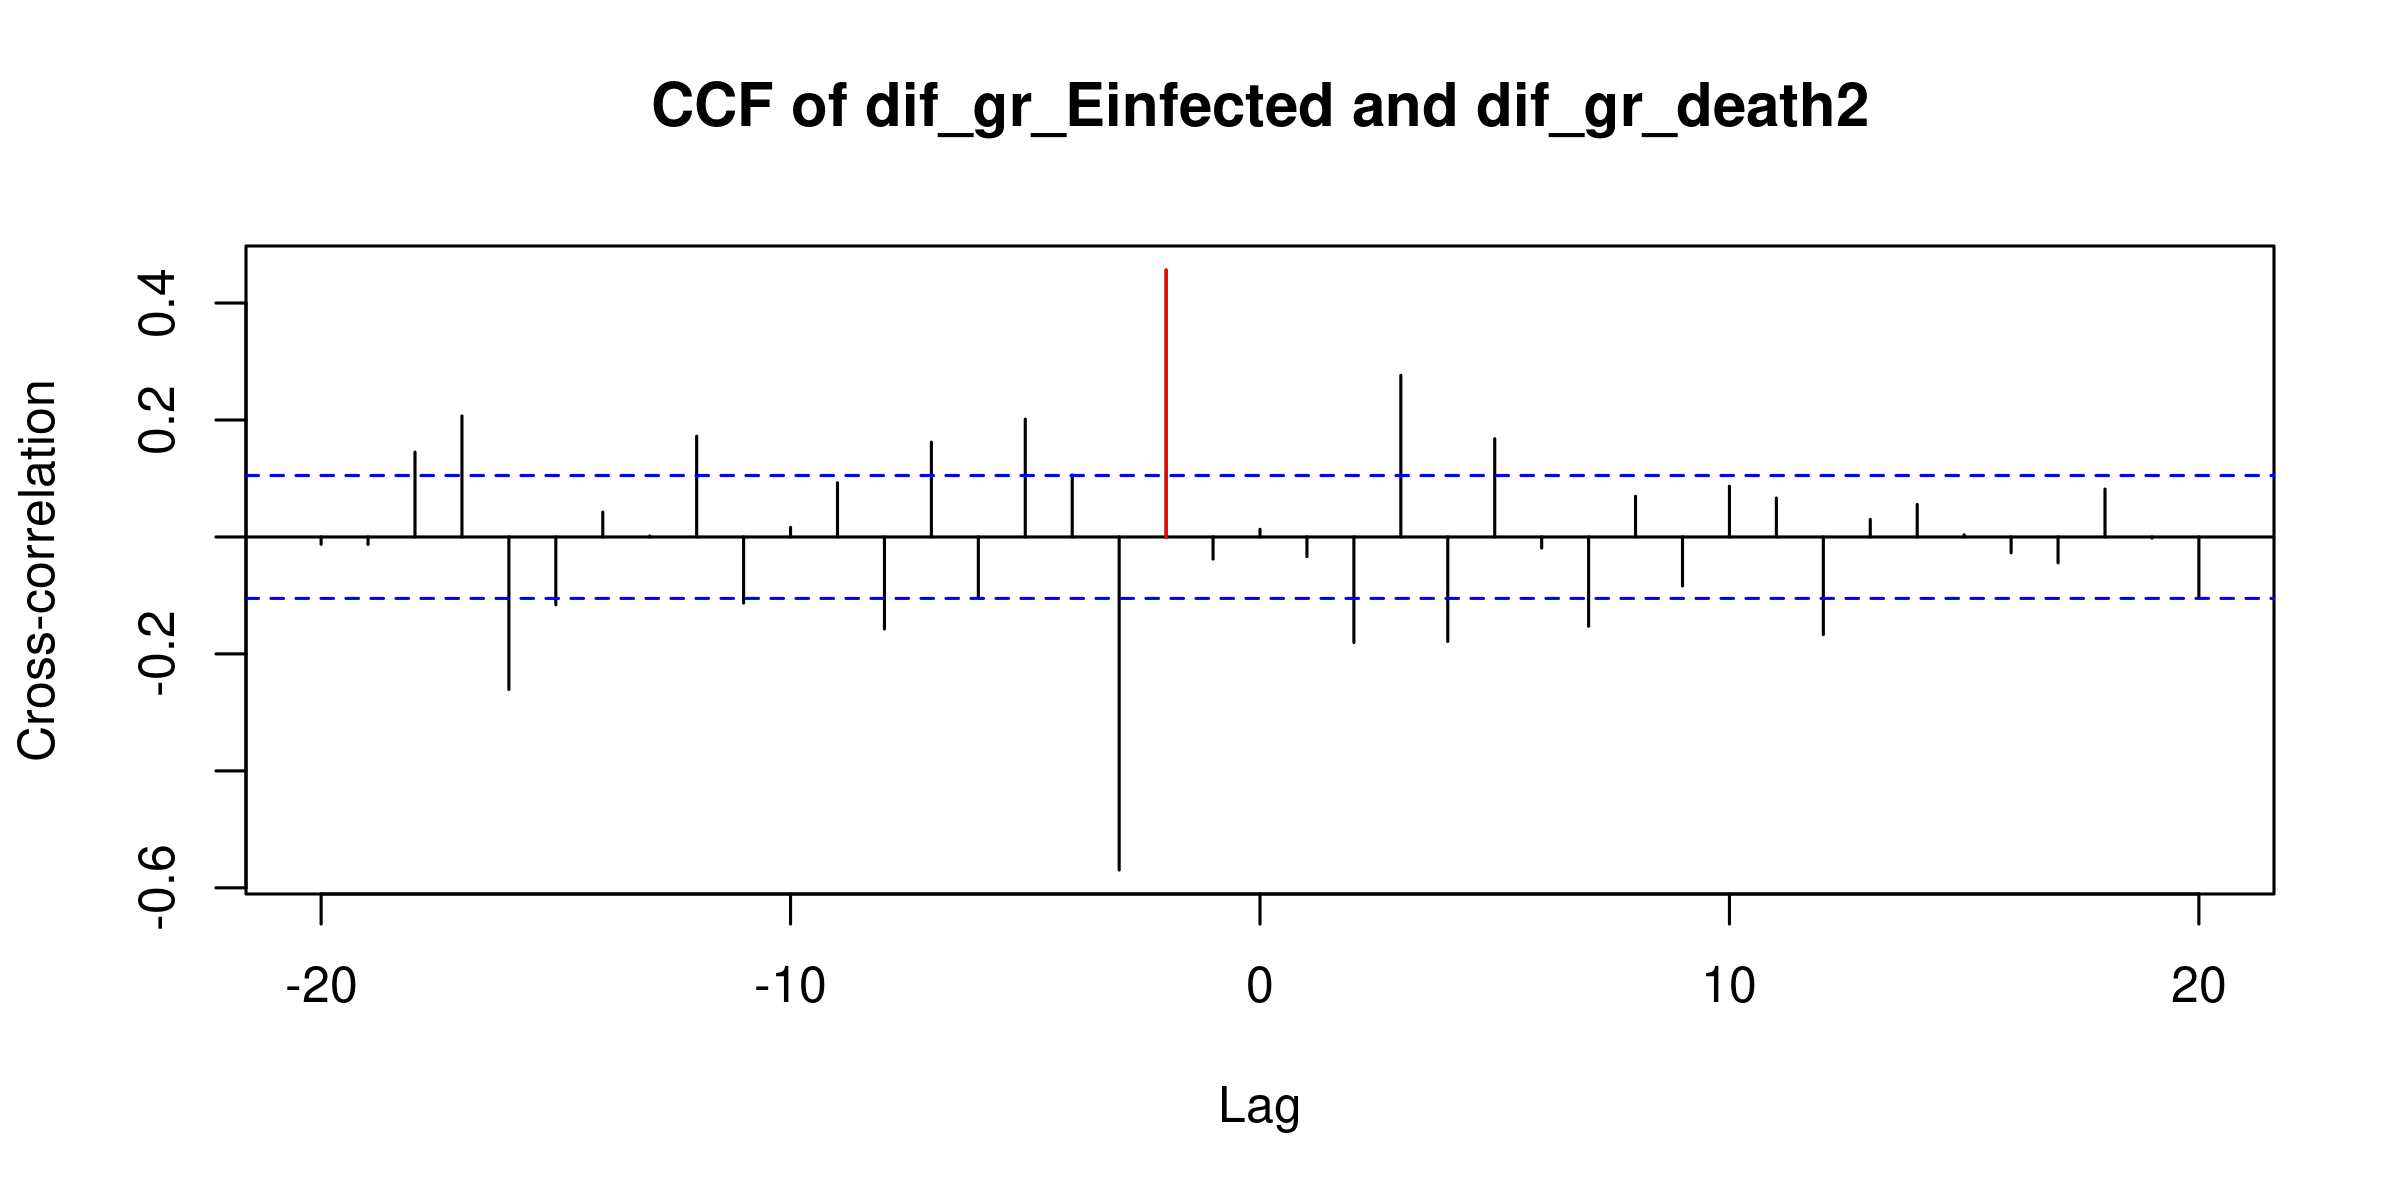 CCF of dif_gr_Einfected and dif_gr_death2
Cross-correlation
0.4
0.2
-0.2
-0.6
-20 -10 0 10 20
Lag